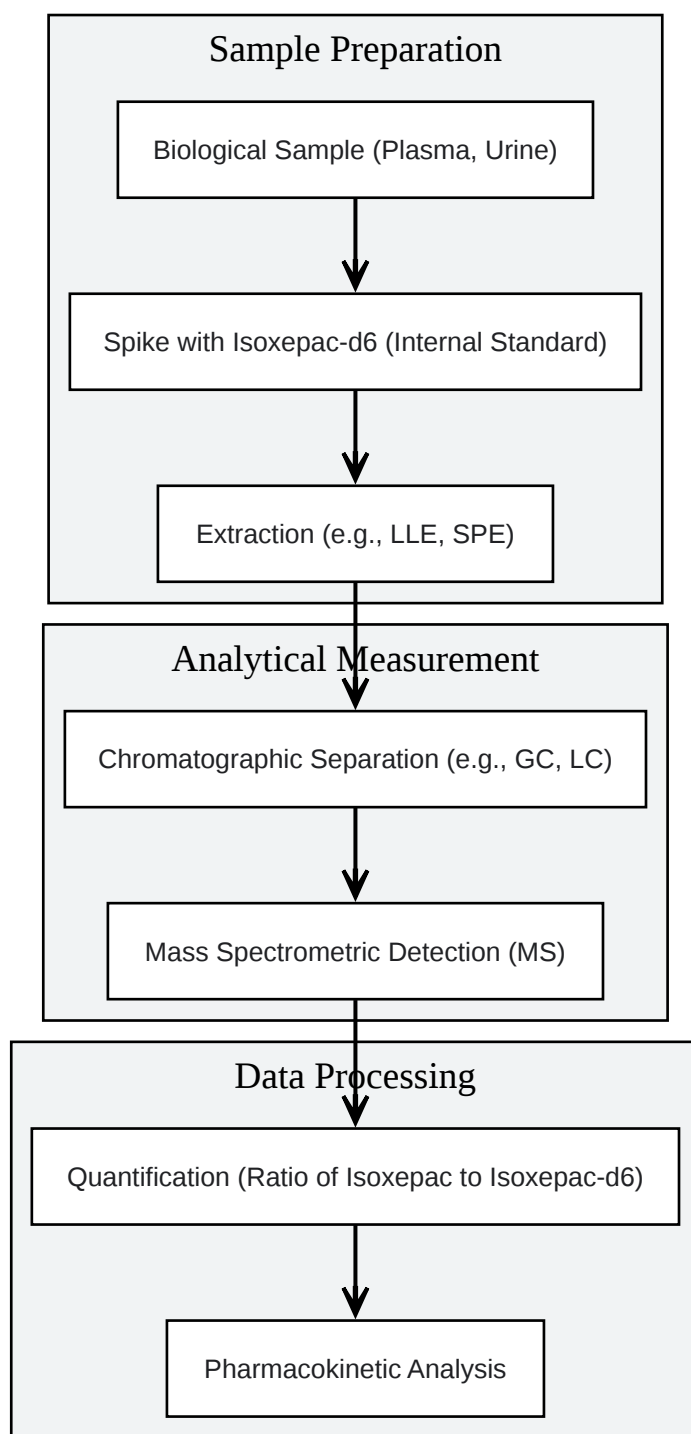 Sample Preparation
Biological Sample (Plasma, Urine)
Spike with Isoxepac-d6 (Internal Standard)
Extraction (e.g., LLE, SPE)
Analytical Measurement
Chromatographic Separation (e.g., GC, LC)
Mass Spectrometric Detection (MS)
Data Processing
Quantification (Ratio of Isoxepac to Isoxepac-d6)
Pharmacokinetic Analysis